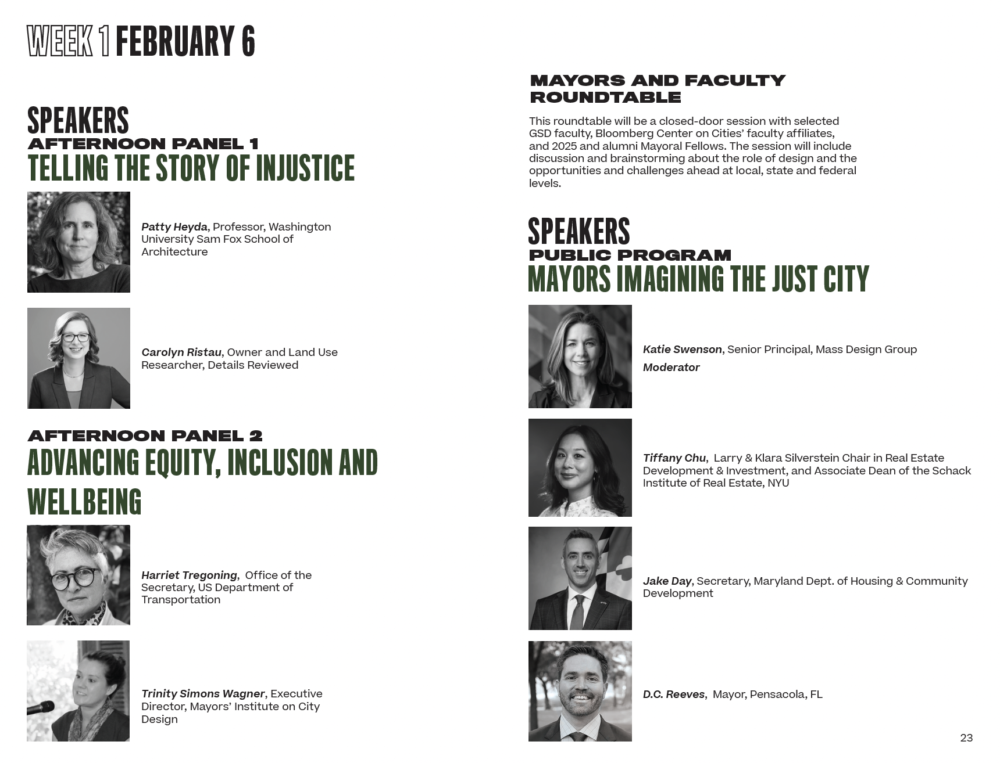 WEEK 1 FEBRUARY 6
SPEAKERS
AFTERNOON PANEL 1
TELLING THE STORY OF INJUSTICE
Patty Heyda, Professor, Washington
University Sam Fox School of
Architecture
Carolyn Ristau, Owner and Land Use
Researcher, Details Reviewed
AFTERNOON PANEL 2
ADVANCING EQUITY, INCLUSION AND
WELLBEING
Harriet Tregoning,  Office of the
Secretary, US Department of
Transportation
Trinity Simons Wagner, Executive
Director, Mayors’ Institute on City
Design
MAYORS AND FACULTY
ROUNDTABLE
This roundtable will be a closed-door session with selected
GSD faculty, Bloomberg Center on Cities’ faculty affiliates,
and 2025 and alumni Mayoral Fellows. The session will include
discussion and brainstorming about the role of design and the
opportunities and challenges ahead at local, state and federal
levels.
SPEAKERS
PUBLIC PROGRAM
MAYORS IMAGINING THE JUST CITY
Katie Swenson, Senior Principal, Mass Design Group
Moderator
Tiffany Chu,  Larry & Klara Silverstein Chair in Real Estate
Development & Investment, and Associate Dean of the Schack
Institute of Real Estate, NYU
Jake Day, Secretary, Maryland Dept. of Housing & Community
Development
D.C. Reeves,  Mayor, Pensacola, FL
23